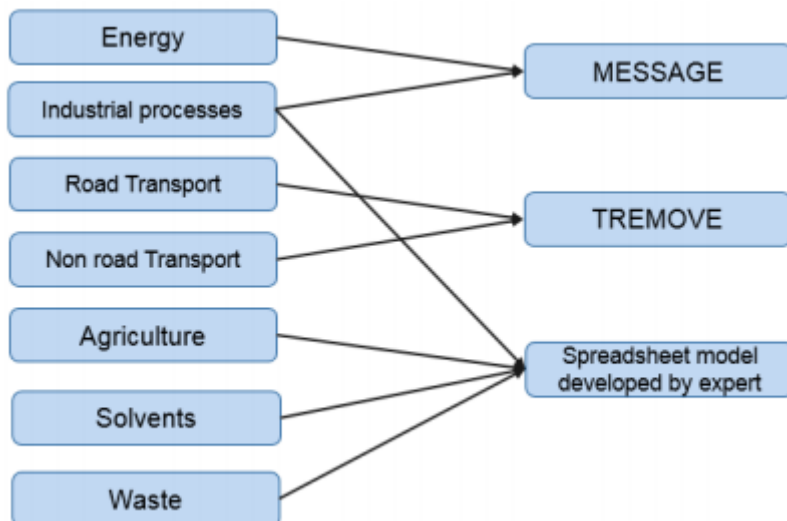 Energy
MESSAGE
Industrial processes
Road Transport
TREMOVE
Non road Transport
Agriculture
Spreadsheet model
developed by expert
Solvents
Waste